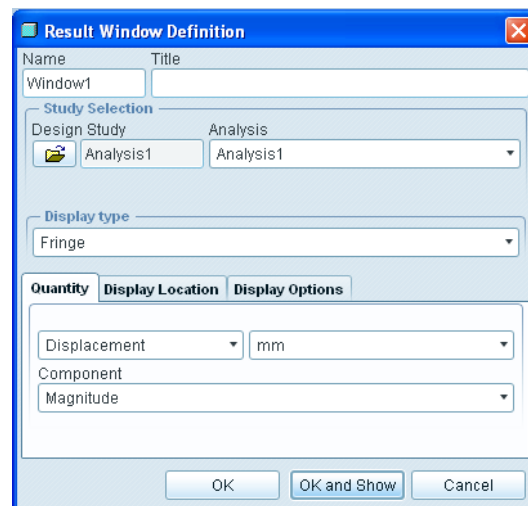 Result Window Definition
Name Title
Window1
Study Selection
Design Study Analysis
Analysis1 Analysis1
Display type
Fringe
Quantity Display Location Display Options
Displacement mm
Component
Magnitude
OK OK and Show Cancel